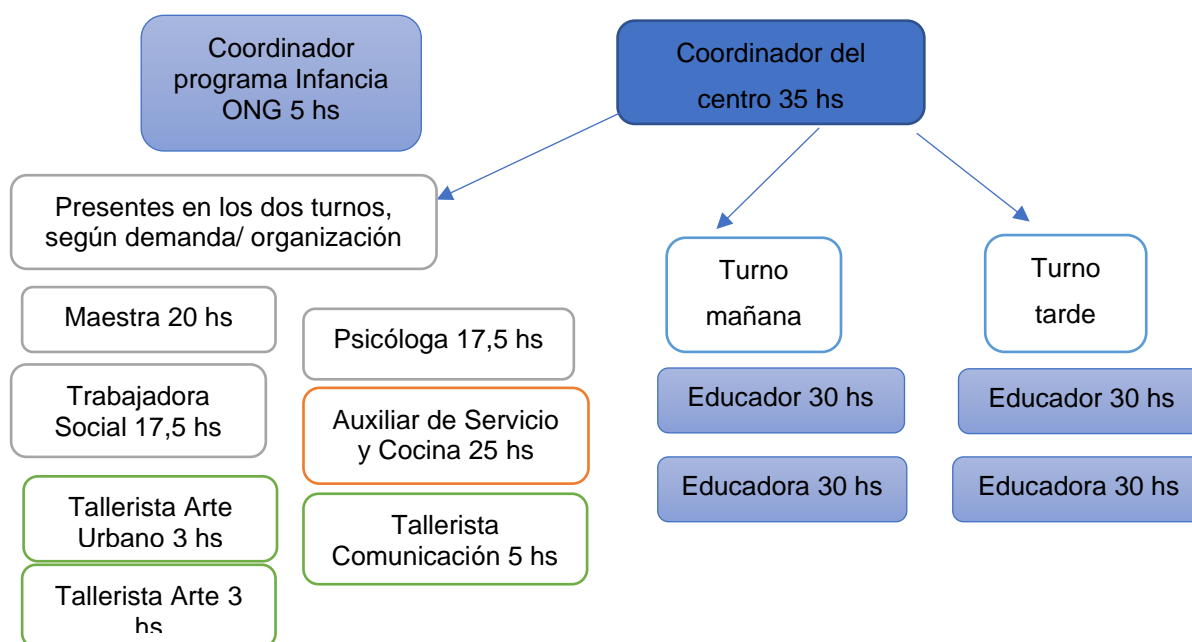 Coordinador
programa Infancia
ONG 5 hs
Coordinador del
centro 35 hs
Presentes en los dos turnos,
según demanda/ organización
Maestra 20 hs
Psicóloga 17,5 hs
Trabajadora
Social 17,5 hs
Auxiliar de Servicio
y Cocina 25 hs
Tallerista Arte
Urbano 3 hs
Tallerista
Comunicación 5 hs
Tallerista Arte 3
hs
Turno
mañana
Educador 30 hs
Educadora 30 hs
Turno
tarde
Educador 30 hs
Educadora 30 hs